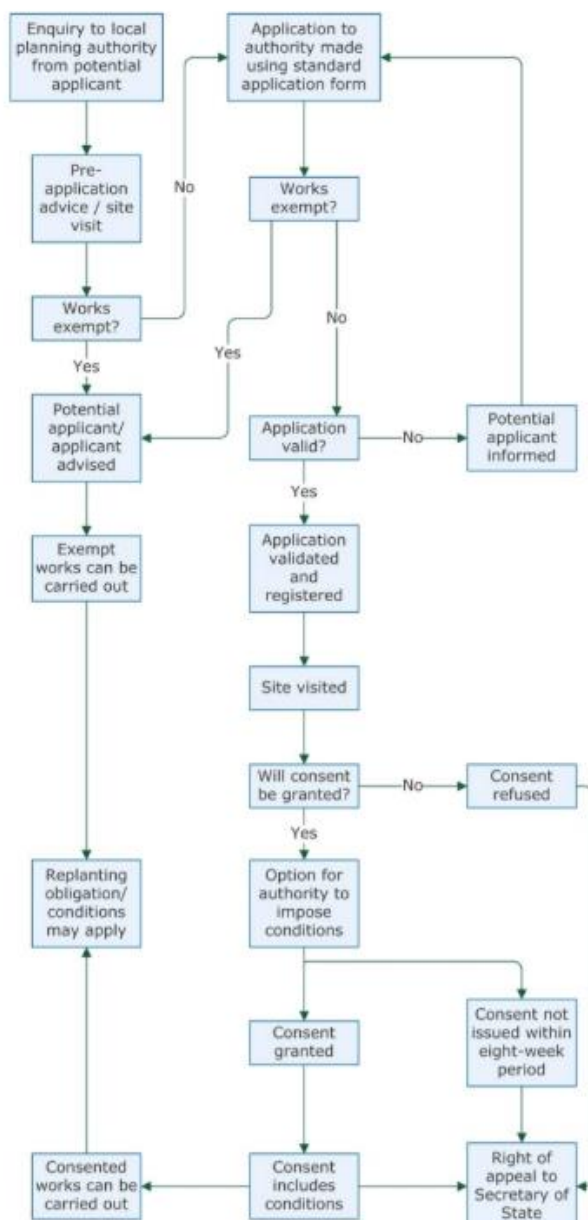 Enquiry to local
planning authority
from potential
applicant
Application to
authority made
using standard
application form
Pre-
application
advice / site
visit
No
Works
exempt?
Works
exempt?
Yes
No
Yes
Potential
applicant/
applicant
advised
Application
valid?
No
Potential
applicant
informed
Yes
Exempt
works can be
carried out
Application
validated
and
registered
Site visited
Will consent
be granted?
No
Consent
refused
Yes
Replanting
obligation/
conditions
may apply
Option for
authority to
impose
conditions
Consent
granted
Consent not
issued within
eight-week
period
Consented
works can be
carried out
Consent
includes
conditions
Right of
appeal to
Secretary of
State